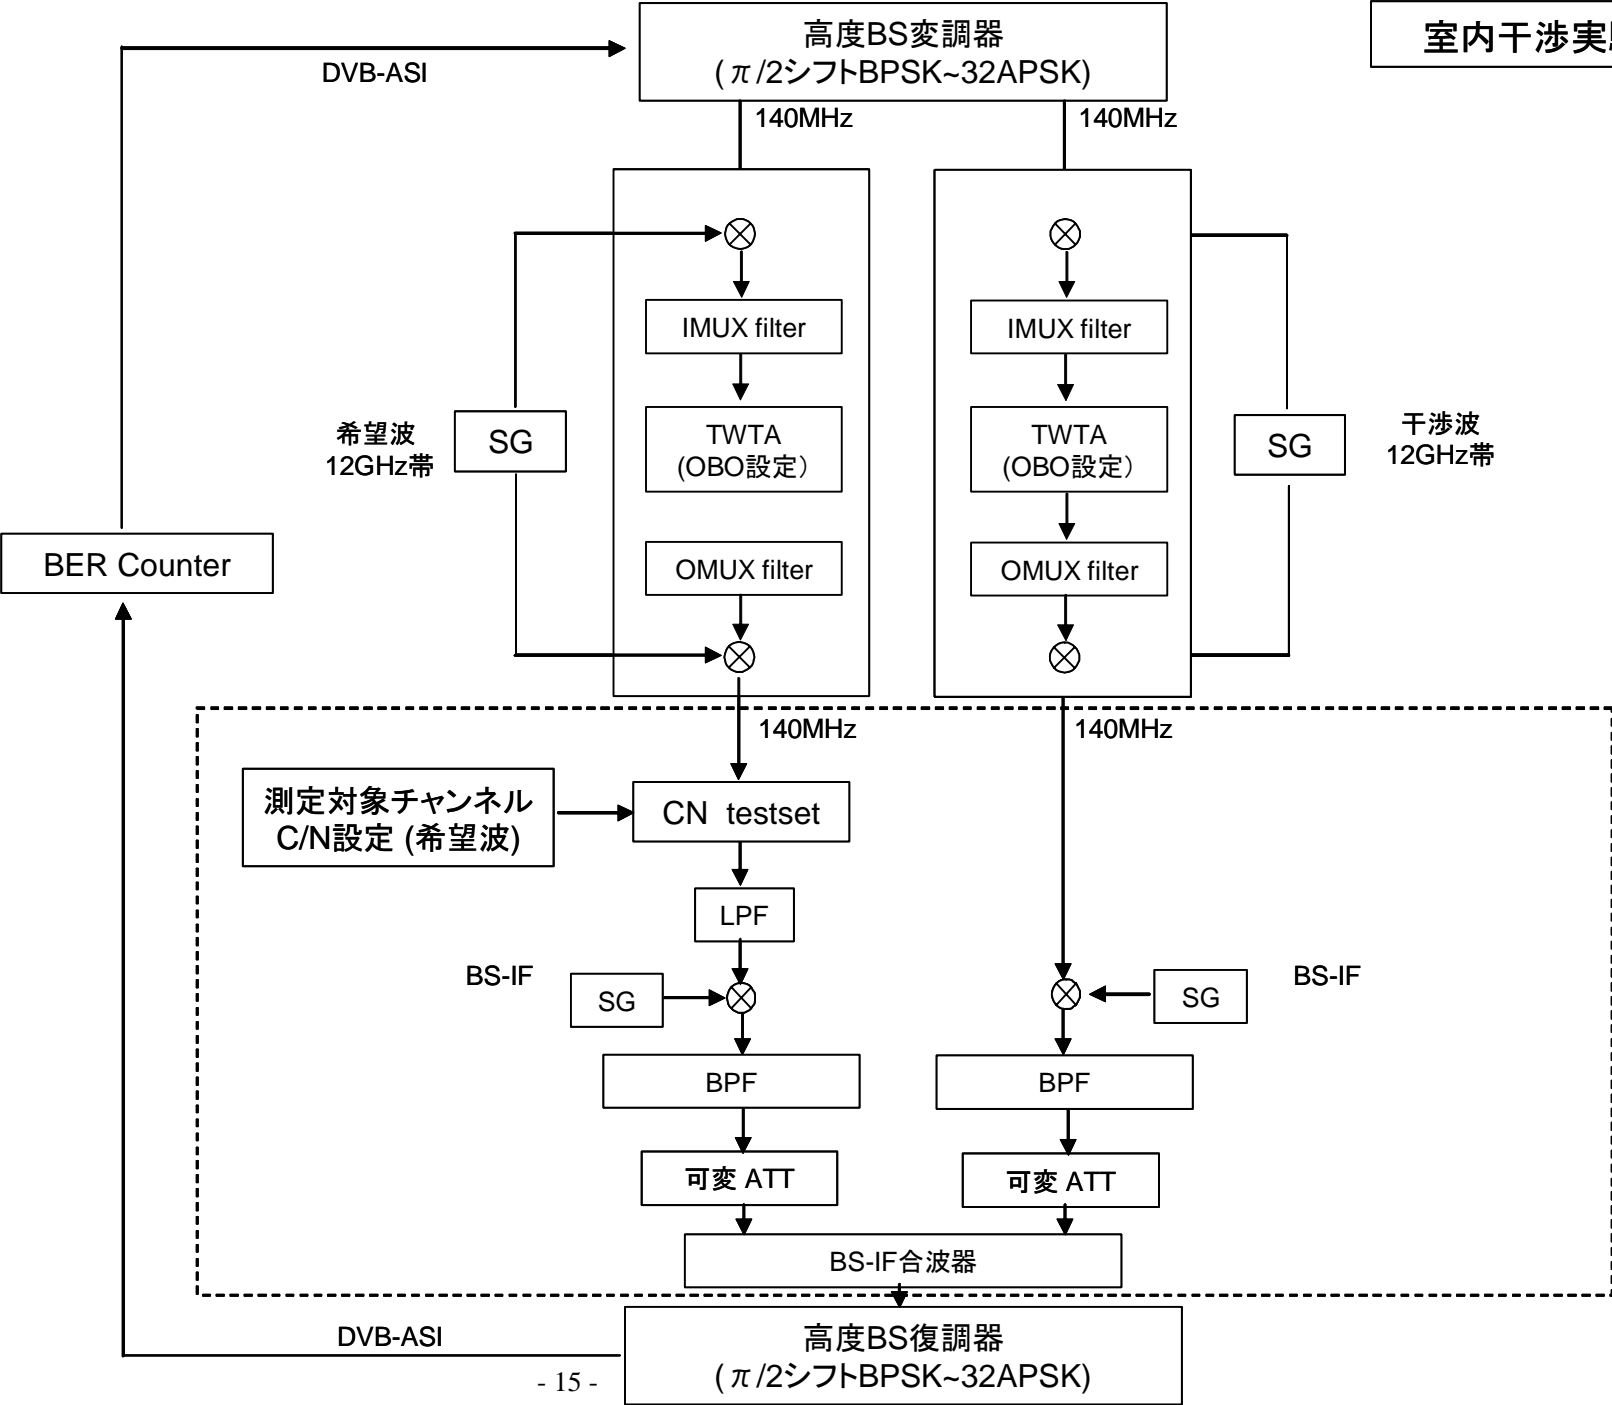 高度BS変調器
(π/2シフトBPSK~32APSK)
室内干渉実
DVB-ASI
140MHz
140MHz
IMUX filter
IMUX filter
希望波
12GHz帯
SG
TWTA
(OBO設定)
TWTA
(OBO設定)
SG
干渉波
12GHz帯
BER Counter
OMUX filter
OMUX filter
140MHz
140MHz
測定対象チャンネル
C/N設定 (希望波)
CN testset
LPF
BS-IF
SG
SG
BS-IF
BPF
BPF
可変 ATT
可変 ATT
BS-IF合波器
DVB-ASI
高度BS復調器
(π/2シフトBPSK~32APSK)
- 15 -